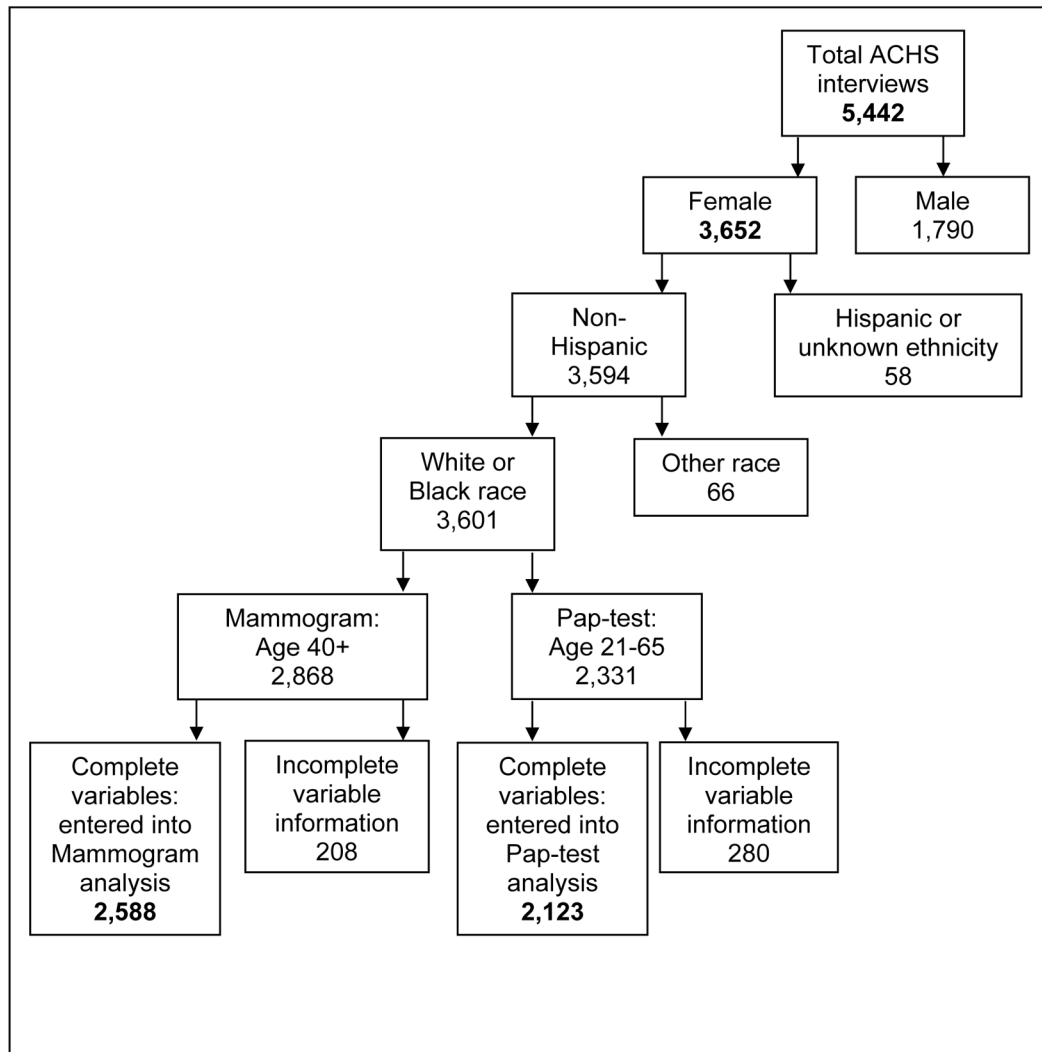 Total ACHS
interviews
5,442
Female
3,652
Male
1,790
Non-
Hispanic
3,594
Hispanic or
unknown ethnicity
58
White or
Black race
3,601
Other race
66
Mammogram:
Age 40+
2,868
Pap-test:
Age 21-65
2,331
Complete
variables:
entered into
Mammogram
analysis
2,588
Incomplete
variable
information
208
Complete
variables:
entered into
Pap-test
analysis
2,123
Incomplete
variable
information
280